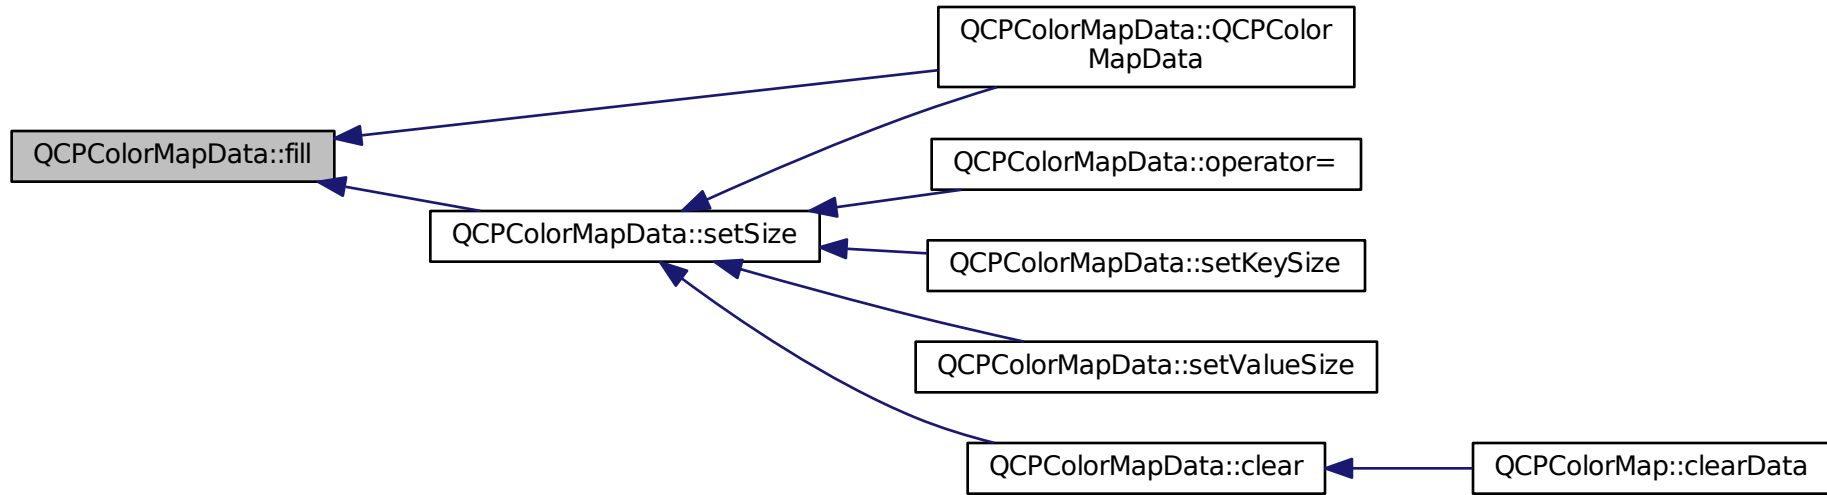 QCPColorMapData::QCPColor
MapData
QCPColorMapData::fill
QCPColorMapData::operator=
QCPColorMapData::setSize
QCPColorMapData::setKeySize
QCPColorMapData::setValueSize
QCPColorMapData::clear
QCPColorMap::clearData